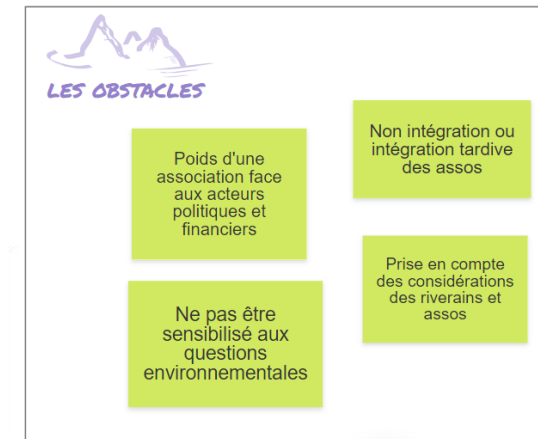 LES OBSTACLES
Poids d'une
association face
aux acteurs
politiques et
financiers
Non intégration ou
intégration tardive
des assos
Ne pas être
sensibilisé aux
questions
environnementales
Prise en compte
des considérations
des riverains et
assos